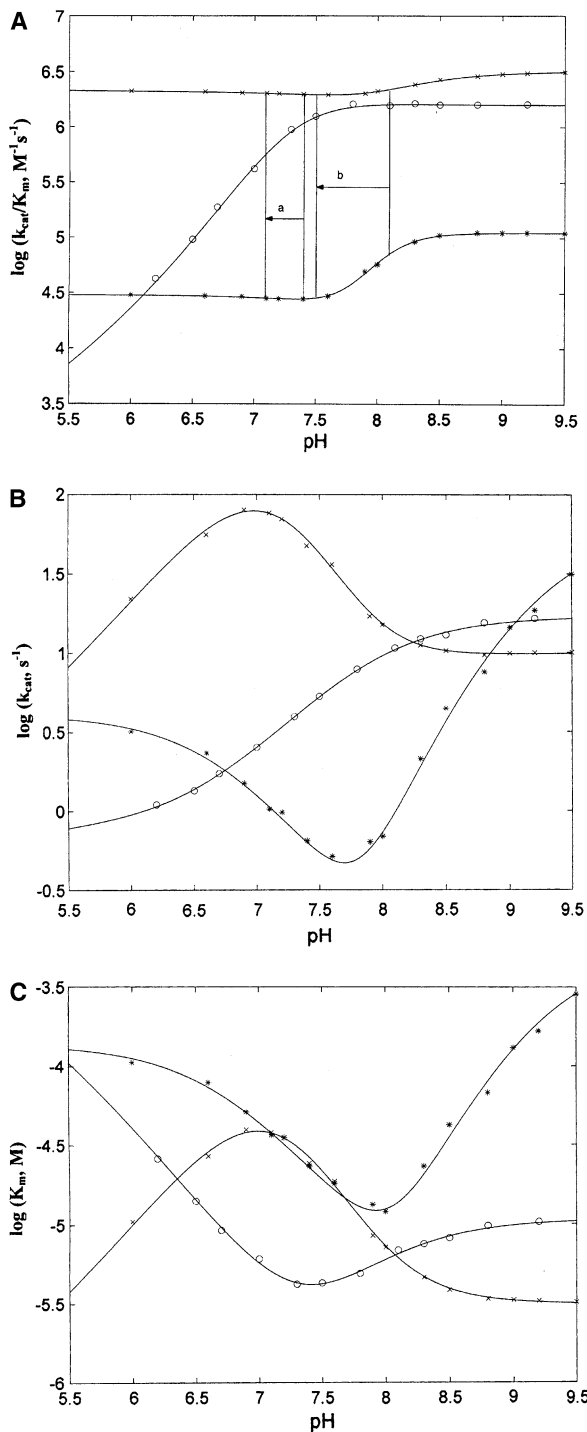 A
7
6.5
6
5.5
5
4.5
4
3.5
log (kcat/Km, M⁻¹s⁻¹)
a
b
5.5 6 6.5 7 7.5 8 8.5 9 9.5
pH
B
2
1.5
1
0.5
0
-0.5
log (kcat, s⁻¹)
5.5 6 6.5 7 7.5 8 8.5 9 9.5
pH
C
-3.5
-4
-4.5
-5
-5.5
-6
log (Km, M)
5.5 6 6.5 7 7.5 8 8.5 9 9.5
pH